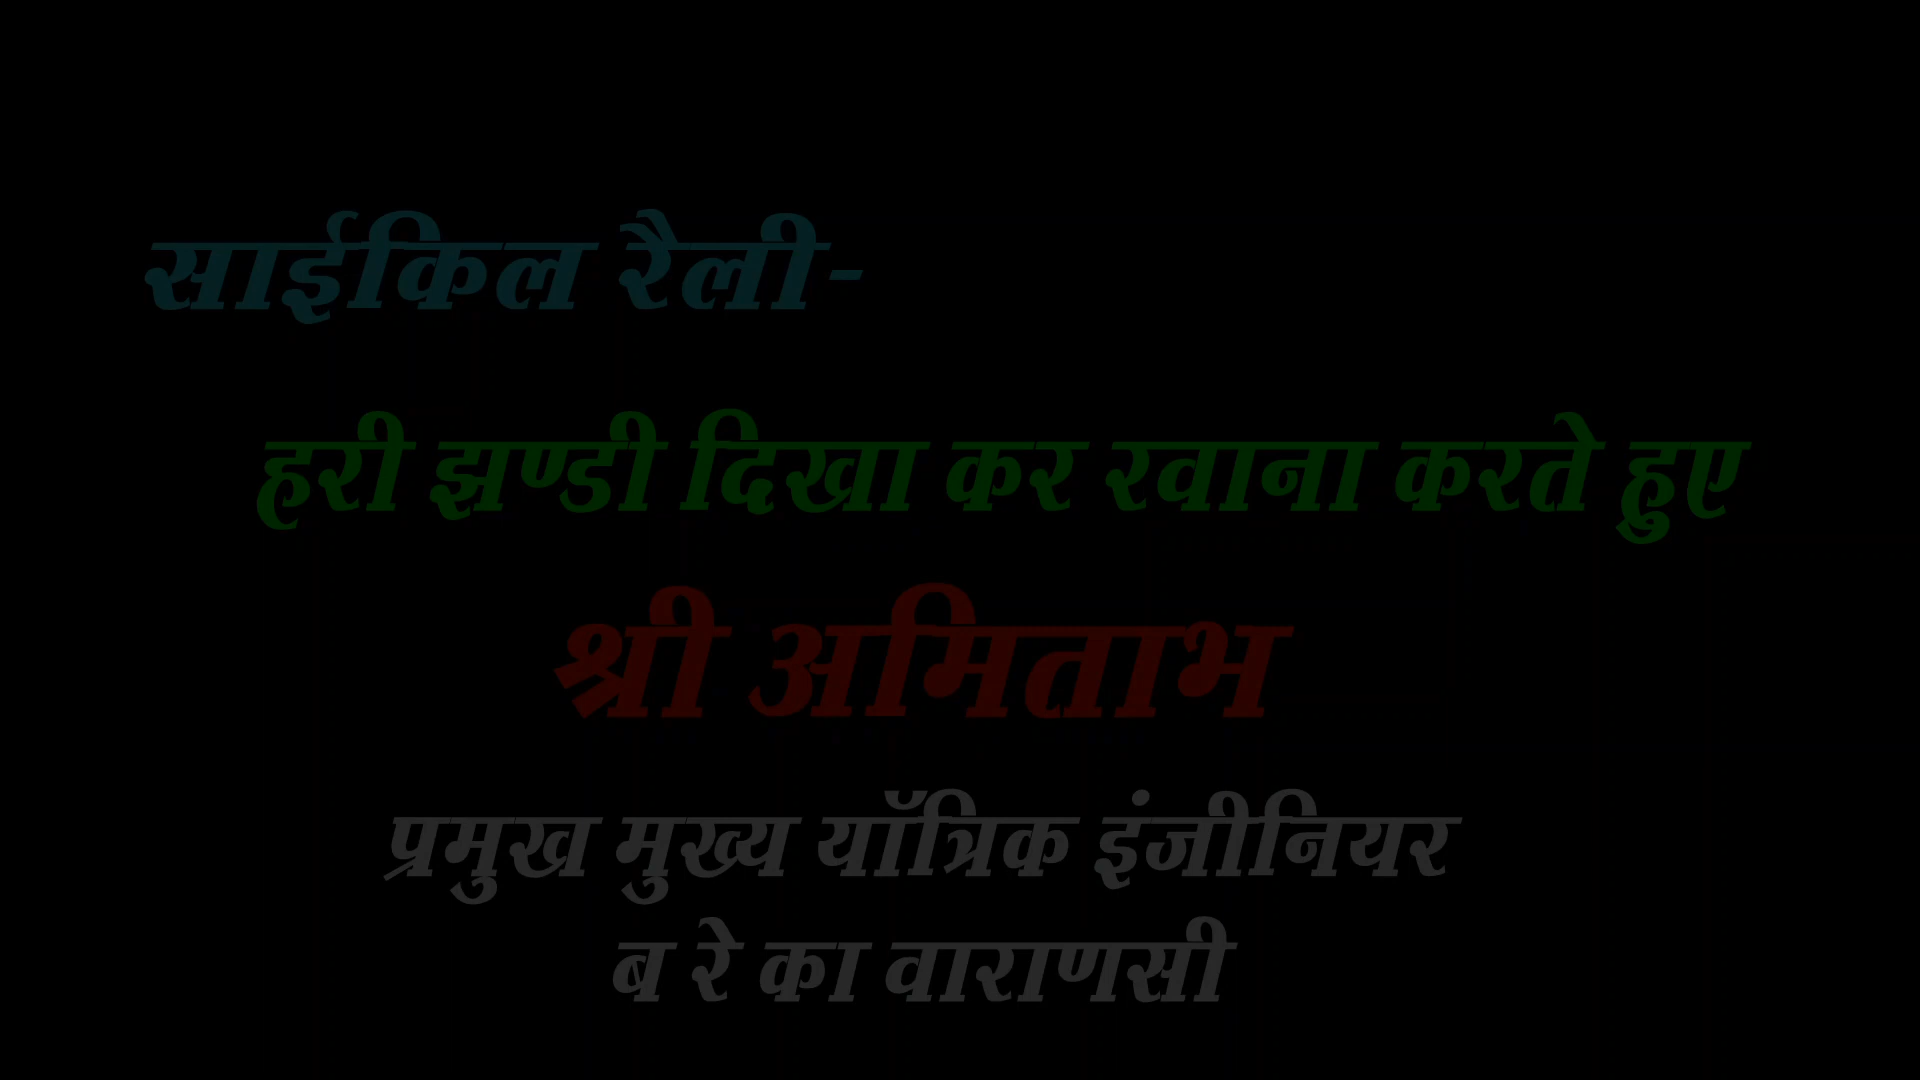 साईकिल रैली-
हरी झण्डी दिखा कर रवाना करते हुए
श्री अमिताभ
प्रमुख मुख्य यॉत्रिक इंजीनियर
ब रे का वाराणसी